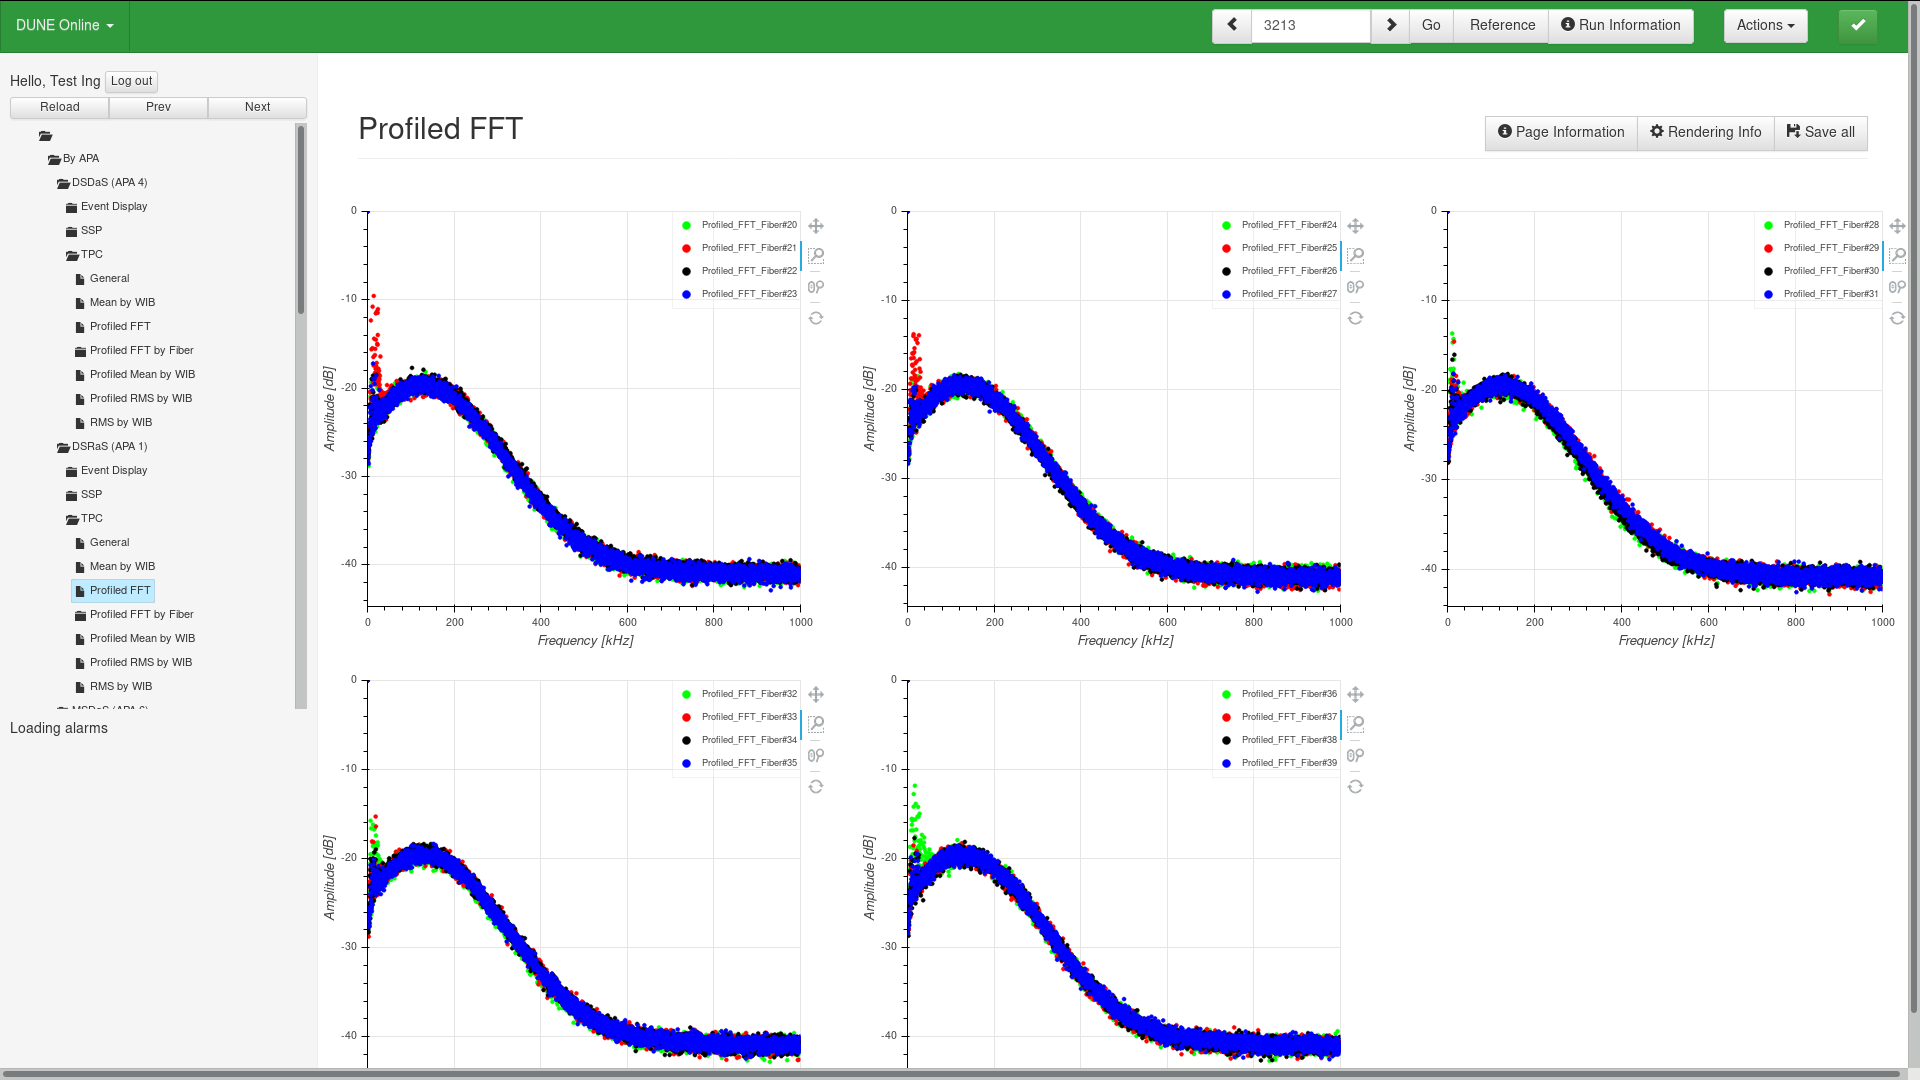 DUNE Online
3213
Go
Reference
Run Information
Actions
Hello, Test Ing Log out
Reload Prev Next
By APA
DSDaS (APA 4)
Event Display
SSP
TPC
General
Mean by WIB
Profiled FFT
Profiled FFT by Fiber
Profiled Mean by WIB
Profiled RMS by WIB
RMS by WIB
DSRaS (APA 1)
Event Display
SSP
TPC
General
Mean by WIB
Profiled FFT
Profiled FFT by Fiber
Profiled Mean by WIB
Profiled RMS by WIB
RMS by WIB
MSDaS (APA 6)
Loading alarms
Profiled FFT
Page Information
Rendering Info
Save all
0
-10
-20
-30
-40
Amplitude [dB]
0 200 400 600 800 1000
Frequency [kHz]
Profiled_FFT_Fiber#20
Profiled_FFT_Fiber#21
Profiled_FFT_Fiber#22
Profiled_FFT_Fiber#23
0
-10
-20
-30
-40
Amplitude [dB]
0 200 400 600 800 1000
Frequency [kHz]
Profiled_FFT_Fiber#24
Profiled_FFT_Fiber#25
Profiled_FFT_Fiber#26
Profiled_FFT_Fiber#27
0
-10
-20
-30
-40
Amplitude [dB]
0 200 400 600 800 1000
Frequency [kHz]
Profiled_FFT_Fiber#28
Profiled_FFT_Fiber#29
Profiled_FFT_Fiber#30
Profiled_FFT_Fiber#31
0
-10
-20
-30
-40
Amplitude [dB]
Profiled_FFT_Fiber#32
Profiled_FFT_Fiber#33
Profiled_FFT_Fiber#34
Profiled_FFT_Fiber#35
0
-10
-20
-30
-40
Amplitude [dB]
Profiled_FFT_Fiber#36
Profiled_FFT_Fiber#37
Profiled_FFT_Fiber#38
Profiled_FFT_Fiber#39